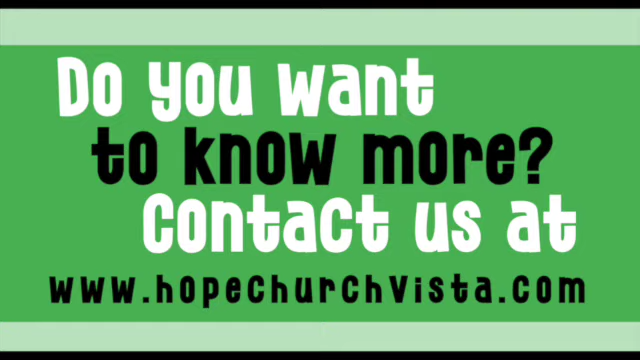 Do you want
to know more?
Contact us at
www.hopechurchvista.com